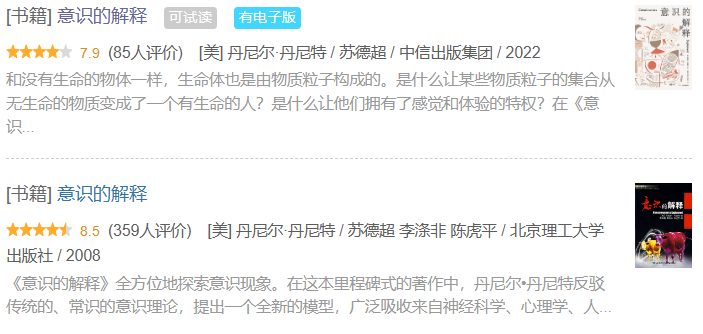 [书籍] 意识的解释 可试读 有电子版
7.9 (85人评价) [美] 丹尼尔·丹尼特 / 苏德超 / 中信出版集团 / 2022
和没有生命的物体一样，生命体也是由物质粒子构成的。是什么让某些物质粒子的集合从
无生命的物质变成了一个有生命的人？是什么让他们拥有了感觉和体验的特权？在《意
识...
意识的
解释
[书籍] 意识的解释
8.5 (359人评价) [美] 丹尼尔·丹尼特 / 苏德超 李涤非 陈虎平 / 北京理工大学
出版社 / 2008
《意识的解释》全方位地探索意识现象。在这本里程碑式的著作中，丹尼尔•丹尼特反驳
传统的、常识的意识理论，提出一个全新的模型，广泛吸收来自神经科学、心理学、人...
意识的解释